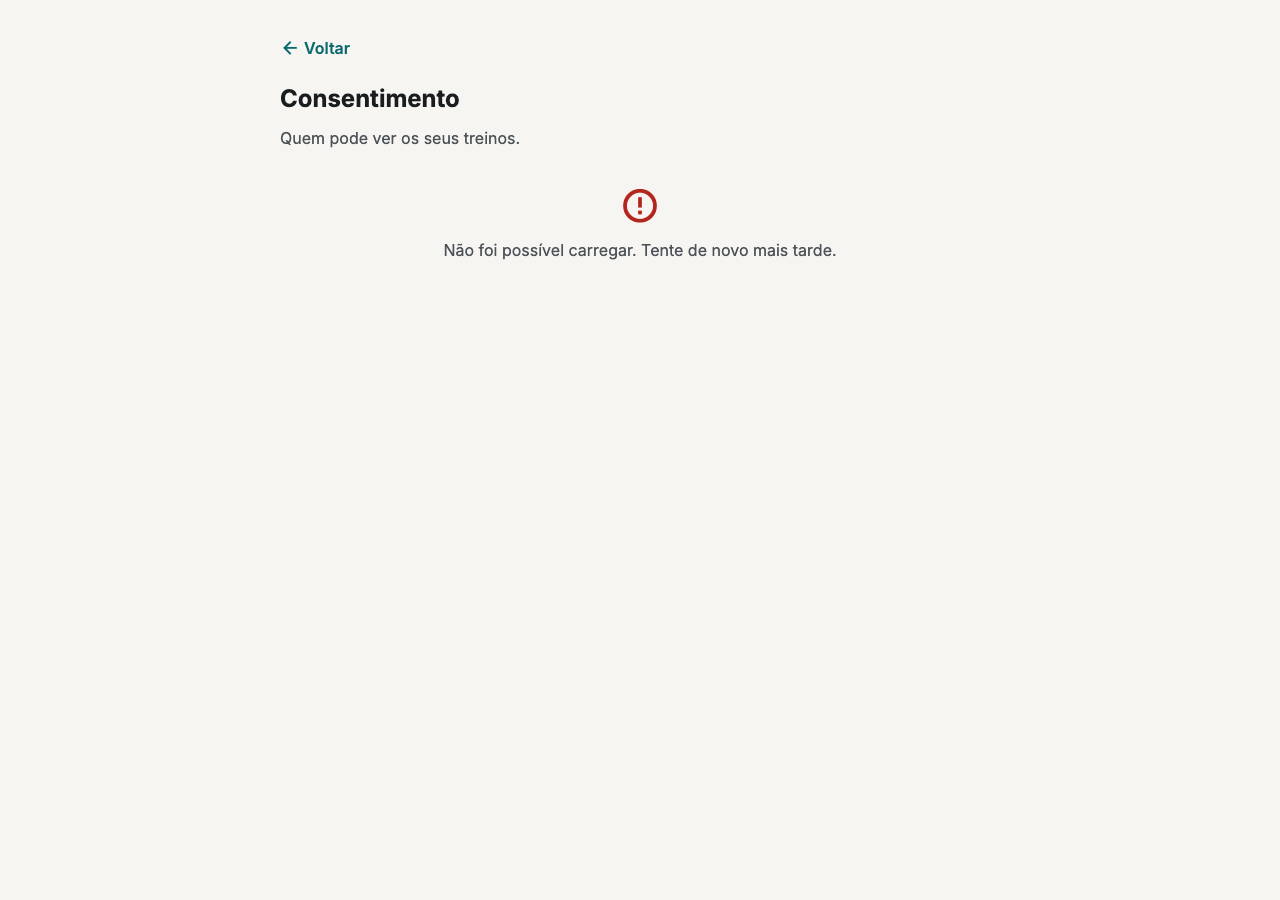 Voltar
Consentimento
Quem pode ver os seus treinos.
Não foi possível carregar. Tente de novo mais tarde.